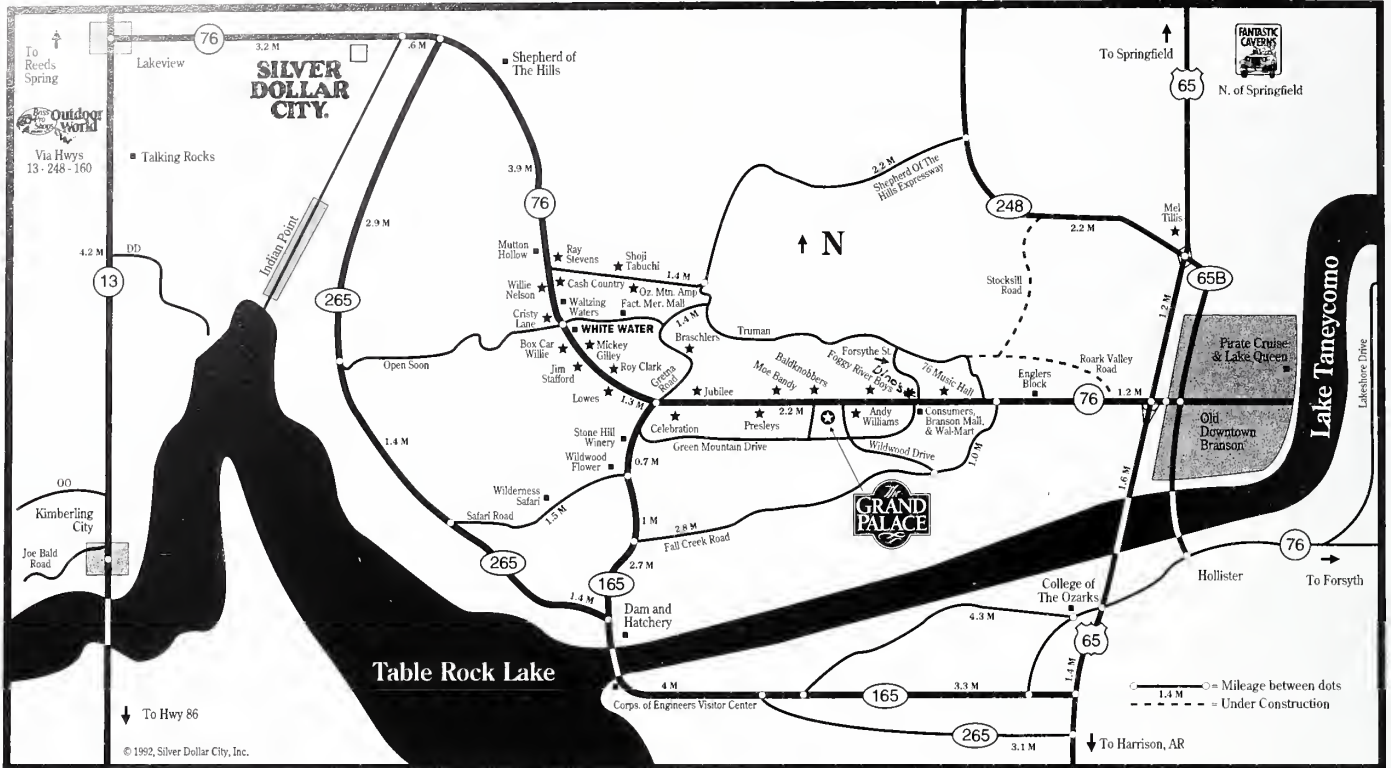 76
3.2 M
.6 M
To
Reeds
Spring
Lakeview
SILVER
DOLLAR
CITY.
Shepherd of
The Hills
To Springfield
65
FANTASTIC
CAVERNS
N. of Springfield
Bass
Pro
Shops
Outdoor
World
Via Hwys
13 - 248 - 160
Talking Rocks
3.9 M
76
2.2 M
Shepherd Of The
Hills Expressway
248
2.2 M
Mel
Tillis
2.9 M
Indian Point
4.2 M
DD
13
265
Mutton
Hollow
Ray
Stevens
Shoji
Tabuchi
1.4 M
N
Stocksill
Road
65B
Willie
Nelson
Cash Country
Oz. Mtn. Amp
Waltzing
Waters
Fact. Mer. Mall
Cristy
Lane
WHITE WATER
1.4 M
Truman
1.2 M
Lake Taneycomo
Lakeshore Drive
Box Car
Willie
Mickey
Gilley
Braschlers
Forsythe St.
Dino's
Pirate Cruise
& Lake Queen
Open Soon
Jim
Stafford
Roy Clark
Gretna
Road
Baldknobbers
Moe Bandy
Foggy River Boys
76 Music Hall
Englers
Block
Roark Valley
Road
Lowes
1.3 M
Jubilee
2.2 M
76
1.2 M
Celebration
Presleys
Andy
Williams
Consumers,
Branson Mall,
& Wal-Mart
Old
Downtown
Branson
1.4 M
Stone Hill
Winery
Green Mountain Drive
Wildwood Drive
1.0 M
Wildwood
Flower
0.7 M
1.6 M
OO
Kimberling
City
Wilderness
Safari
Safari Road
1.5 M
The
GRAND
PALACE
1 M
2.8 M
Fall Creek Road
Joe Bald
Road
265
2.7 M
76
To Forsyth
Hollister
165
1.4 M
Dam and
Hatchery
College of
The Ozarks
4.3 M
65
Table Rock Lake
4 M
165
3.3 M
1.4 M
Corps. of Engineers Visitor Center
= Mileage between dots
1.4 M
= Under Construction
To Hwy 86
265
3.1 M
To Harrison, AR
© 1992, Silver Dollar City, Inc.